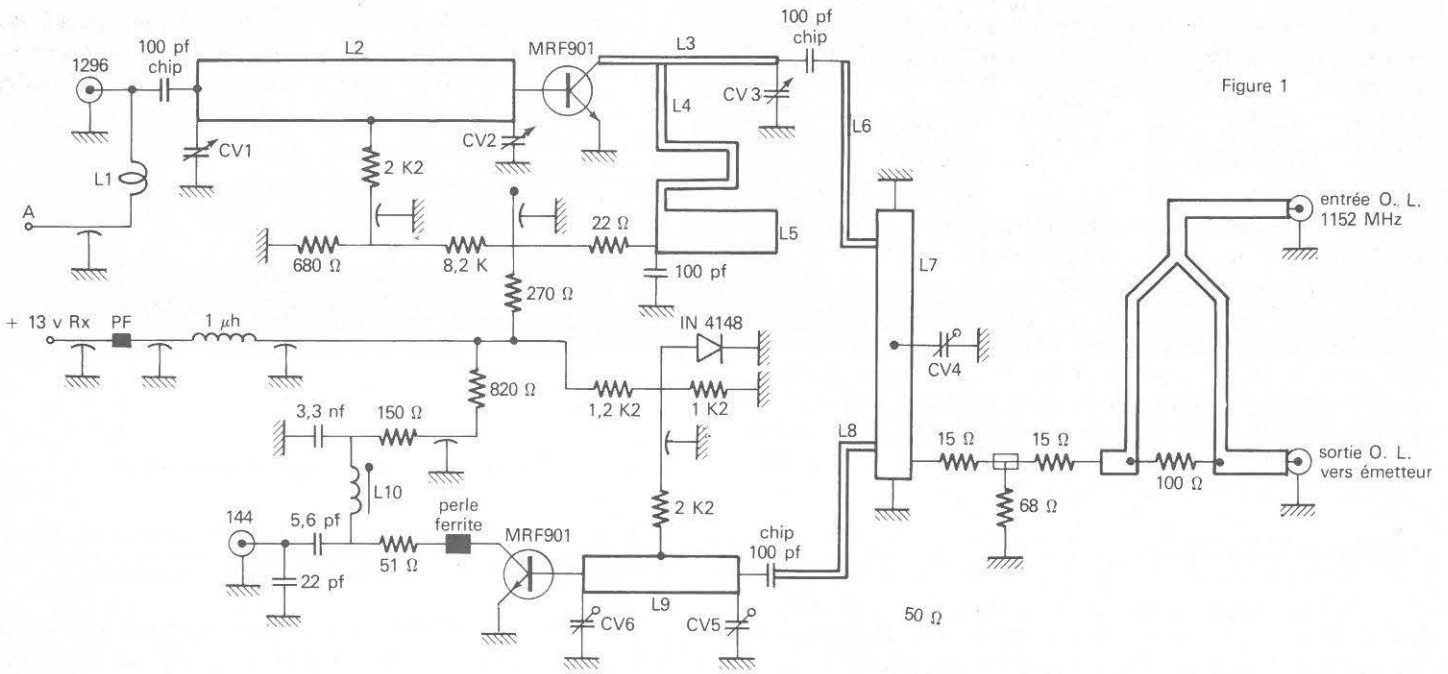 Figure 1
1296
100 pf
chip
L2
MRF901
L3
100 pf
chip
L4
CV3
L6
CV1
CV2
L1
2 K2
A
680 Ω
8,2 K
22 Ω
L5
100 pf
270 Ω
L7
entrée O. L.
1152 MHz
+ 13 v Rx
PF
1 µh
IN 4148
CV4
820 Ω
1,2 K2
1 K2
3,3 nf
150 Ω
L10
L8
15 Ω
15 Ω
100 Ω
sortie O. L.
vers émetteur
68 Ω
144
5,6 pf
22 pf
51 Ω
perle
ferrite
MRF901
2 K2
chip
100 pf
L9
CV6
CV5
50 Ω